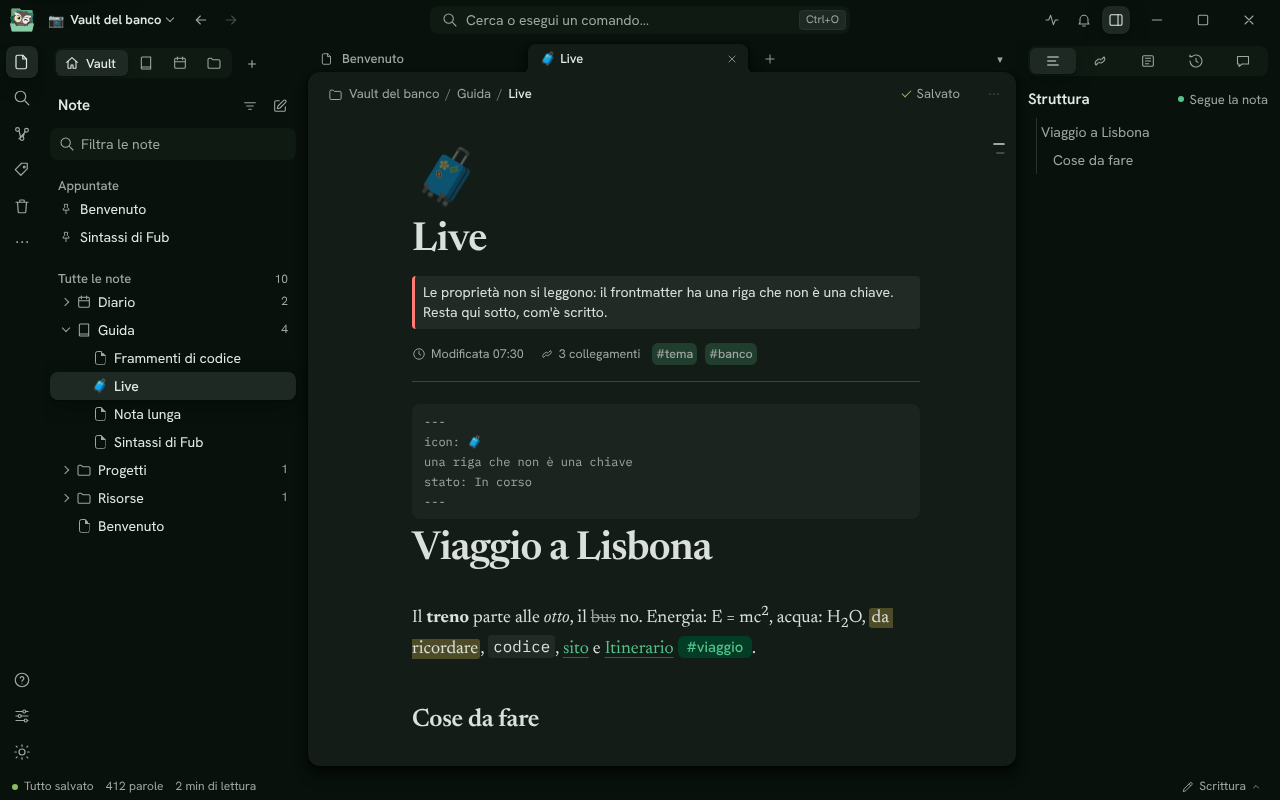 Vault del banco
Cerca o esegui un comando...
Ctrl+O
Vault
Benvenuto
Live
Note
Filtra le note
Appuntate
Benvenuto
Sintassi di Fub
Tutte le note 10
Diario 2
Guida 4
Frammenti di codice
Live
Nota lunga
Sintassi di Fub
Progetti 1
Risorse 1
Benvenuto
Vault del banco / Guida / Live
Salvato
Live
Le proprietà non si leggono: il frontmatter ha una riga che non è una chiave.
Resta qui sotto, com'è scritto.
Modificata 07:30 3 collegamenti #tema #banco
---
icon:
una riga che non è una chiave
stato: In corso
---
Viaggio a Lisbona
Il treno parte alle otto, il bus no. Energia: E = mc², acqua: H₂O, da
ricordare, codice, sito e Itinerario #viaggio.
Cose da fare
Struttura
Segue la nota
Viaggio a Lisbona
Cose da fare
Tutto salvato 412 parole 2 min di lettura
Scrittura